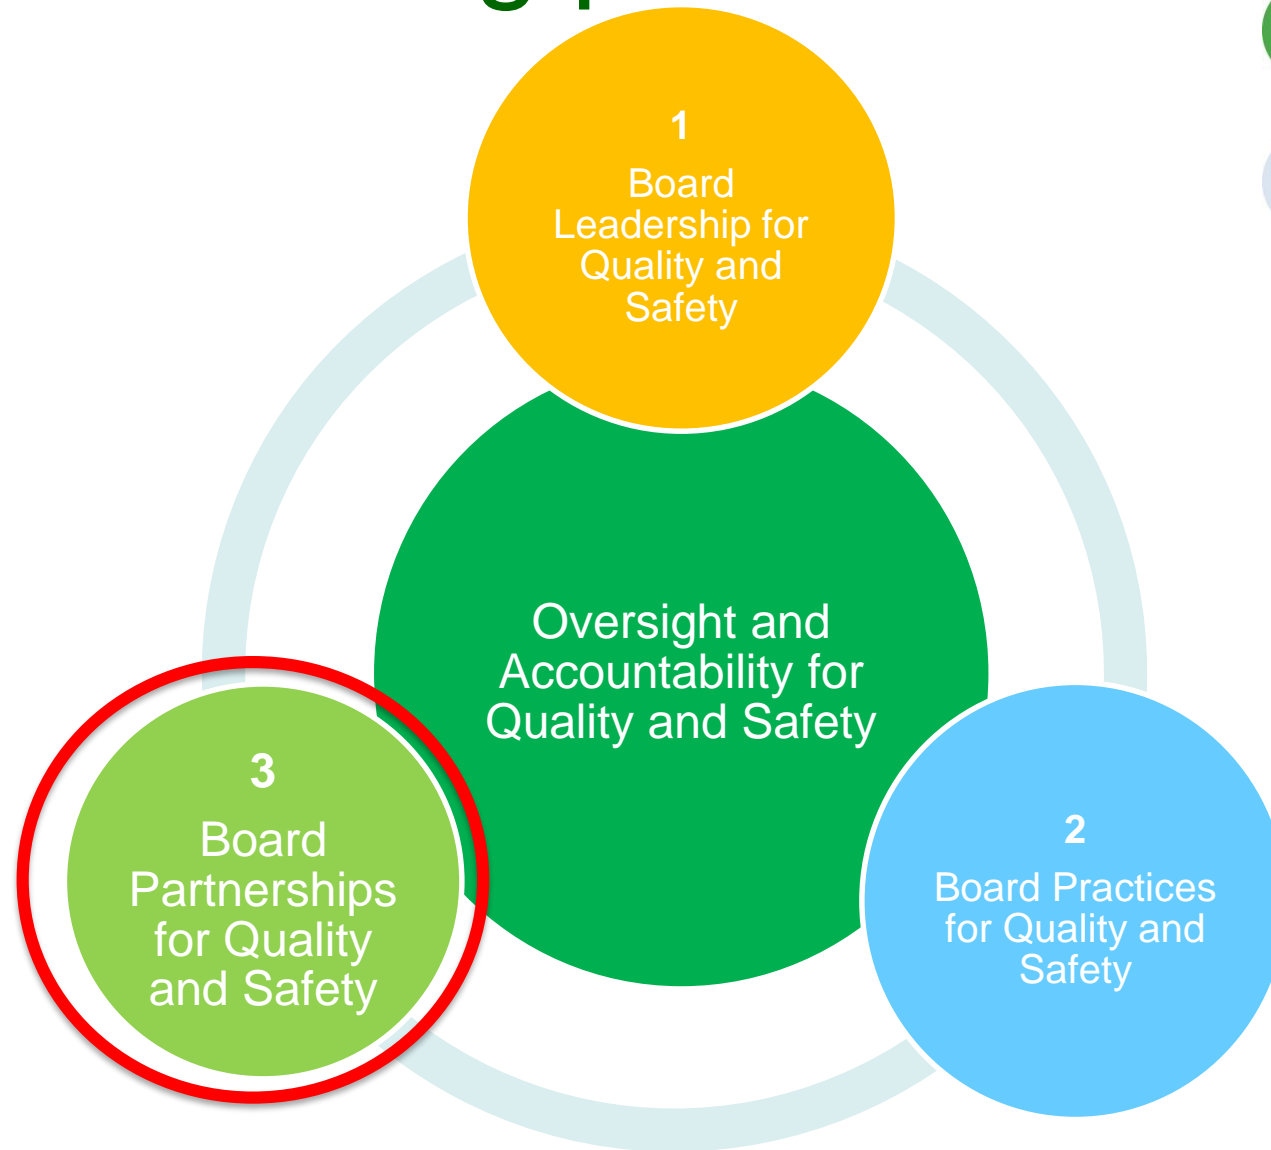 1
Board
Leadership for
Quality and
Safety
Oversight and
Accountability for
Quality and Safety
3
Board
Partnerships
for Quality
and Safety
2
Board Practices
for Quality and
Safety